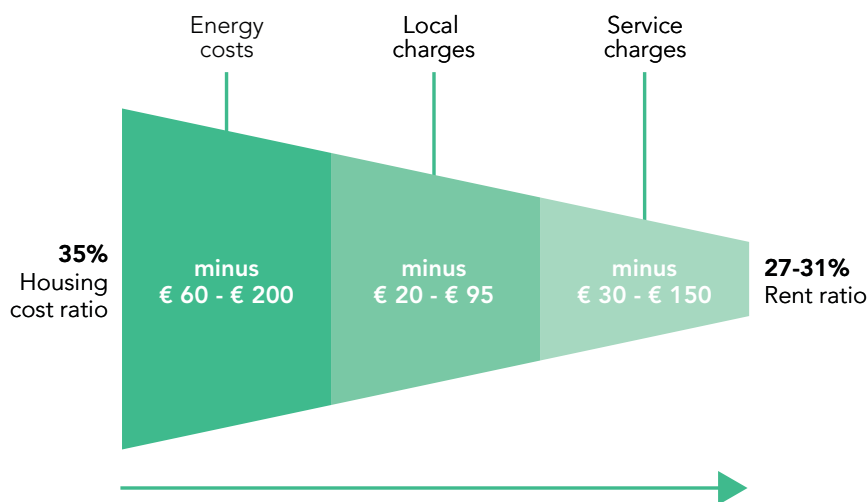 Energy
costs
Local
charges
Service
charges
35%
Housing
cost ratio
minus
€ 60 - € 200
minus
€ 20 - € 95
minus
€ 30 - € 150
27-31%
Rent ratio